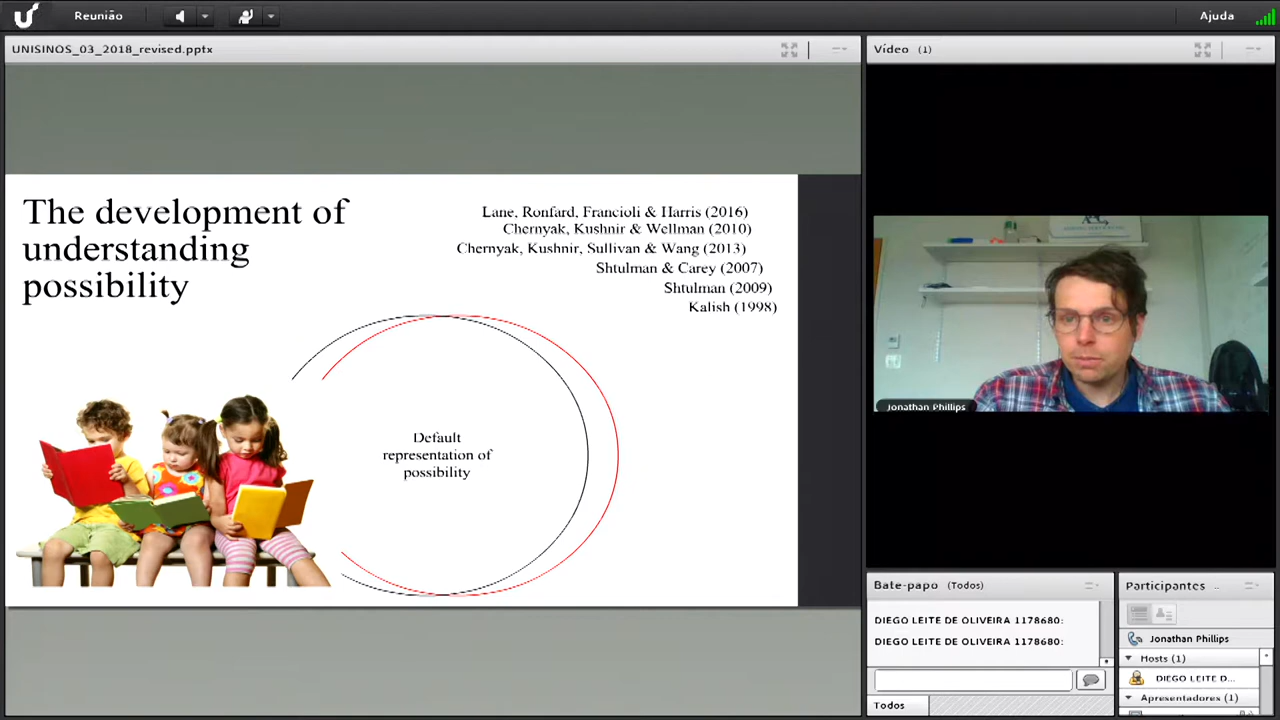 Reunião
Ajuda
UNISINOS_03_2018_revised.pptx
The development of
understanding
possibility
Lane, Ronfard, Francioli & Harris (2016)
Chernyak, Kushnir & Wellman (2010)
Chernyak, Kushnir, Sullivan & Wang (2013)
Shtulman & Carey (2007)
Shtulman (2009)
Kalish (1998)
Default
representation of
possibility
Vídeo (1)
Jonathan Phillips
Bate-papo (Todos)
DIEGO LEITE DE OLIVEIRA 1178680:
DIEGO LEITE DE OLIVEIRA 1178680:
Todos
Participantes ..
Jonathan Phillips
Hosts (1)
DIEGO LEITE D...
Apresentadores (1)